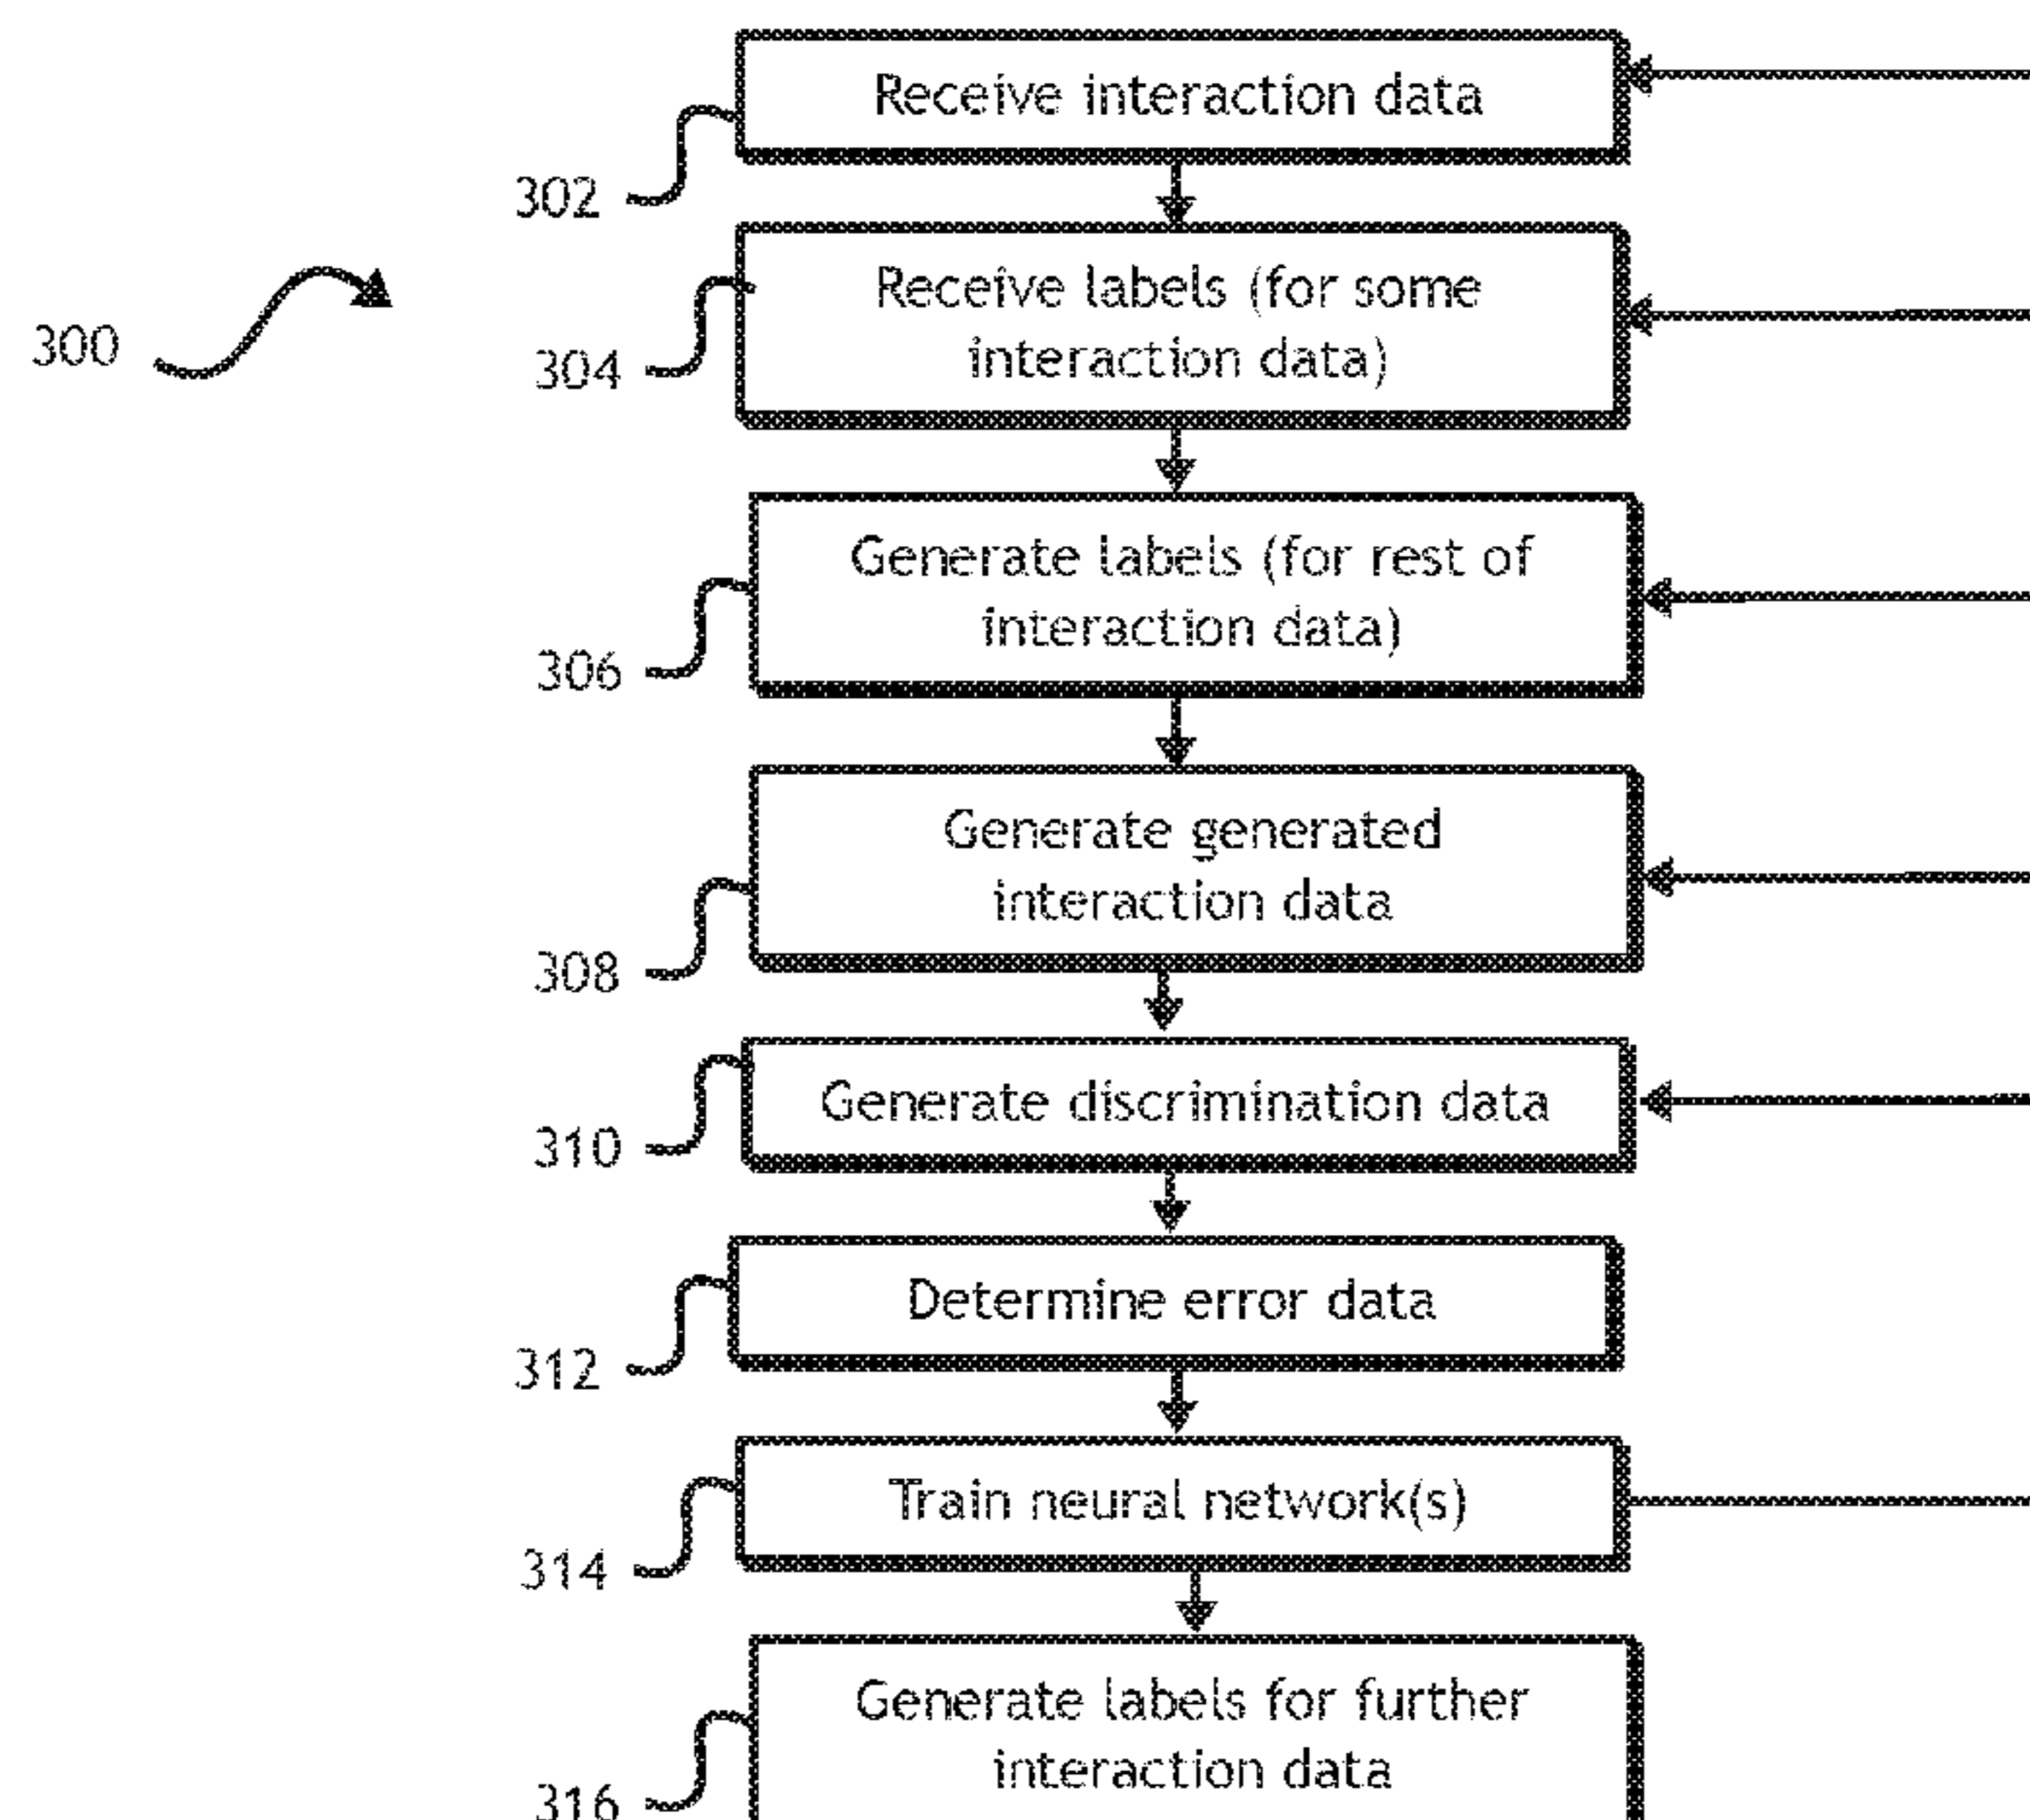 Receive interaction data
302
Receive labels (for some
interaction data)
300
304
Generate labels (for rest of
interaction data)
306
Generate generated
interaction data
308
Generate discrimination data
310
Determine error data
312
Train neural network(s)
314
Generate labels for further
interaction data
316